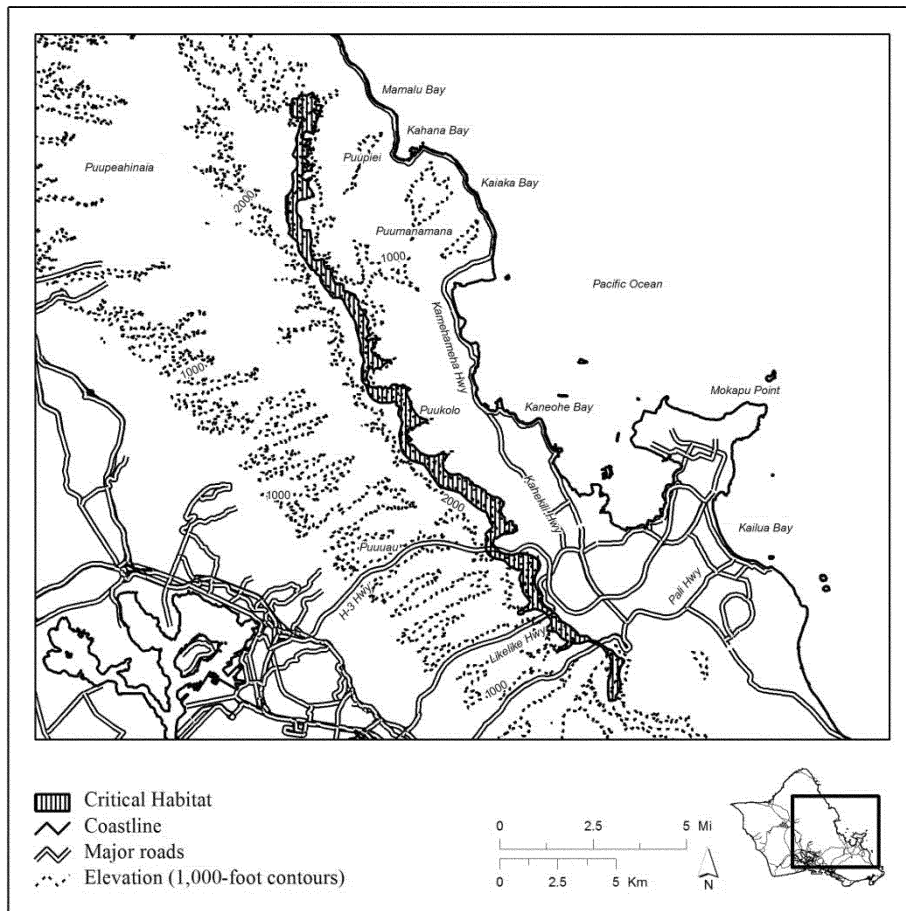 Mamalu Bay
Kahana Bay
Puupiei
Puupeahinaia
Kaiaka Bay
2000
Puumanamana
1000
Pacific Ocean
Kamehameha Hwy
1000
Mokapu Point
Puukolo
Kaneohe Bay
1000
2000
Kahekili Hwy
Kailua Bay
Puuuau
Pali Hwy
H-3 Hwy
Likelike Hwy
1000
Critical Habitat
Coastline
Major roads
Elevation (1,000-foot contours)
0 2.5 5 Mi
0 2.5 5 Km
N